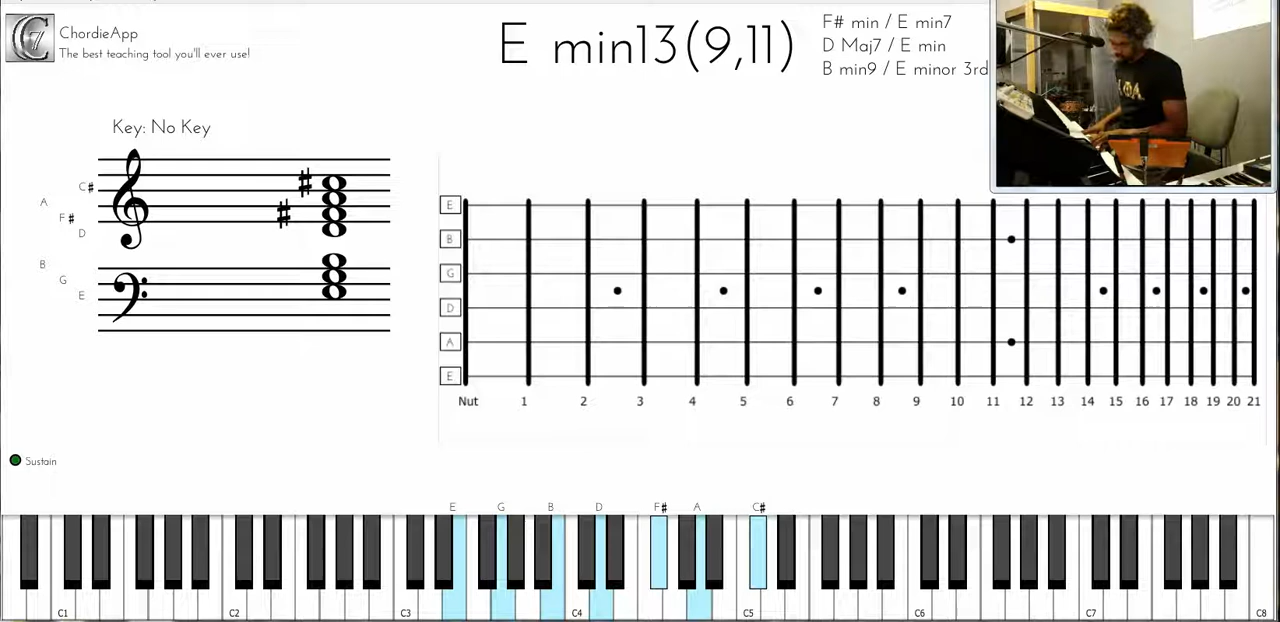 ChordieApp
The best teaching tool you'll ever use!
E min13(9,11)
F# min / E min7
D Maj7 / E min
B min9 / E minor 3rd
Key: No Key
C#
A
F#
D
B
G
E
E
B
G
D
A
E
Nut 1 2 3 4 5 6 7 8 9 10 11 12 13 14 15 16 17 18 19 20 21
Sustain
E G B D F# A C#
C1 C2 C3 C4 C5 C6 C7 C8